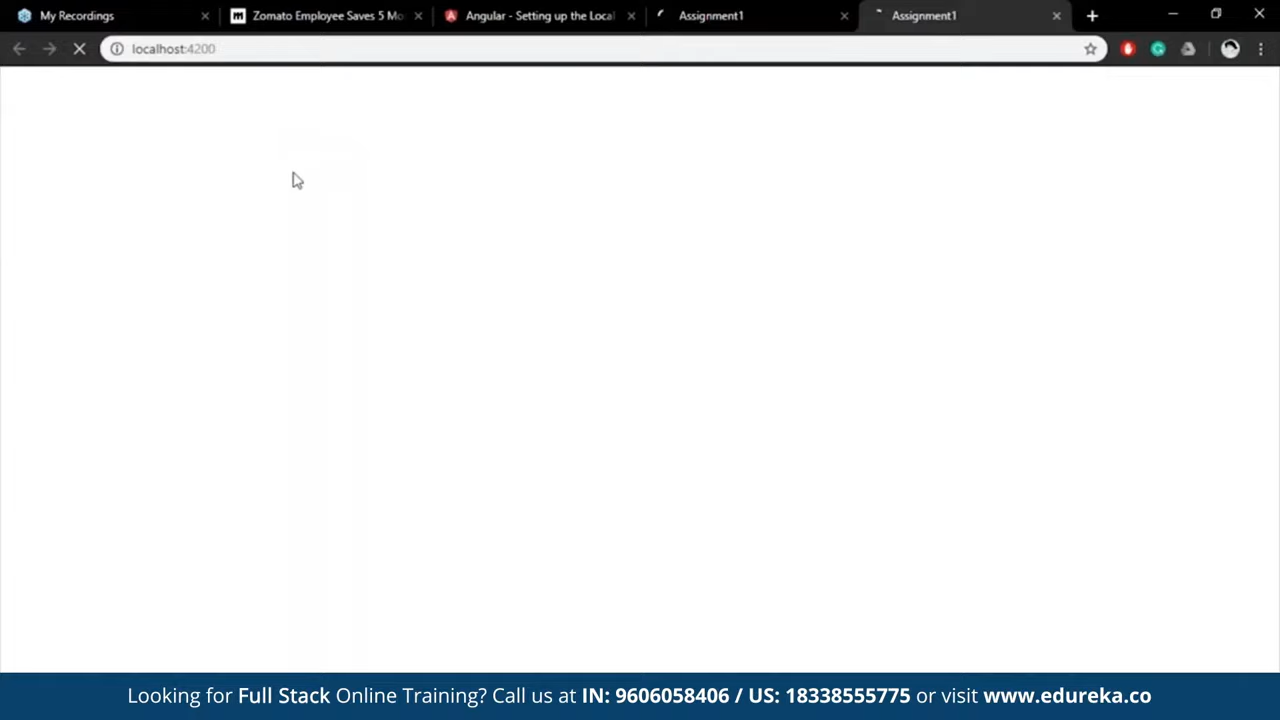 My Recordings
Zomato Employee Saves 5 Mo
Angular - Setting up the Local
Assignment1
Assignment1
localhost:4200
Looking for Full Stack Online Training? Call us at IN: 9606058406 / US: 18338555775 or visit www.edureka.co